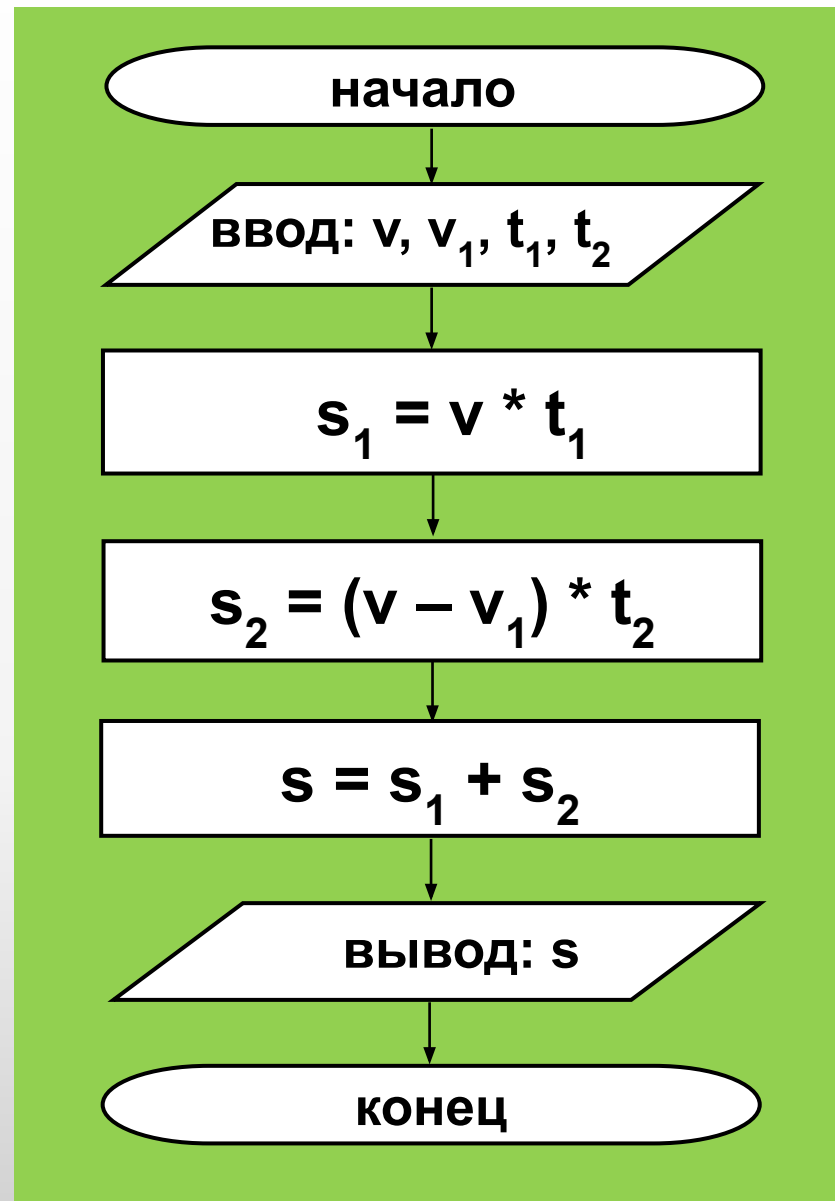 начало
ввод: v, v₁, t₁, t₂
s₁ = v * t₁
s₂ = (v – v₁) * t₂
s = s₁ + s₂
вывод: s
конец